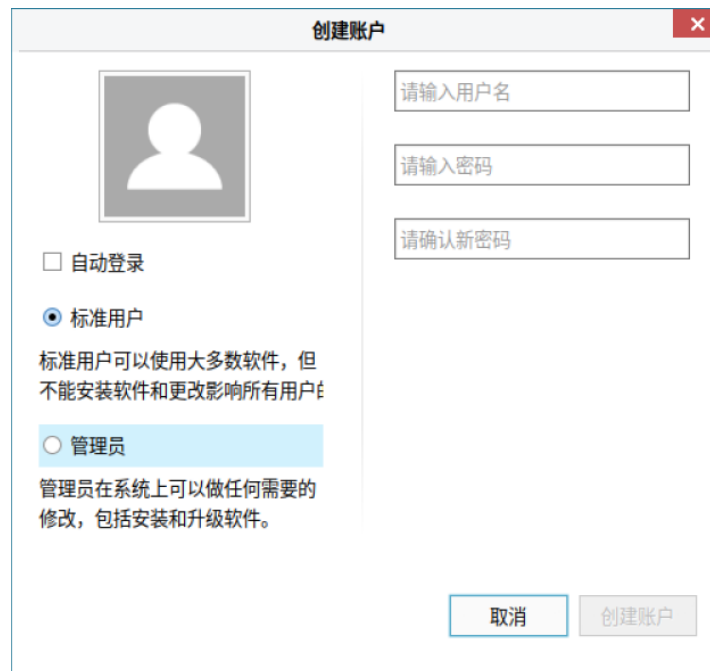 创建账户
请输入用户名
请输入密码
请确认新密码
自动登录
标准用户
标准用户可以使用大多数软件，但
不能安装软件和更改影响所有用户
管理员
管理员在系统上可以做任何需要的
修改，包括安装和升级软件。
取消
创建账户